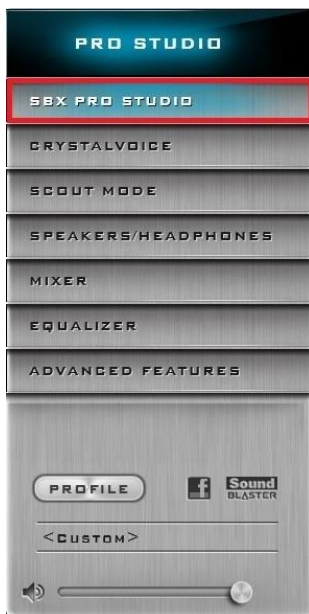 PRO STUDIO
SBX PRO STUDIO
CRYSTALVOICE
SCOUT MODE
SPEAKERS/HEADPHONES
MIXER
EQUALIZER
ADVANCED FEATURES
PROFILE
f
Sound
BLASTER
<CUSTOM>